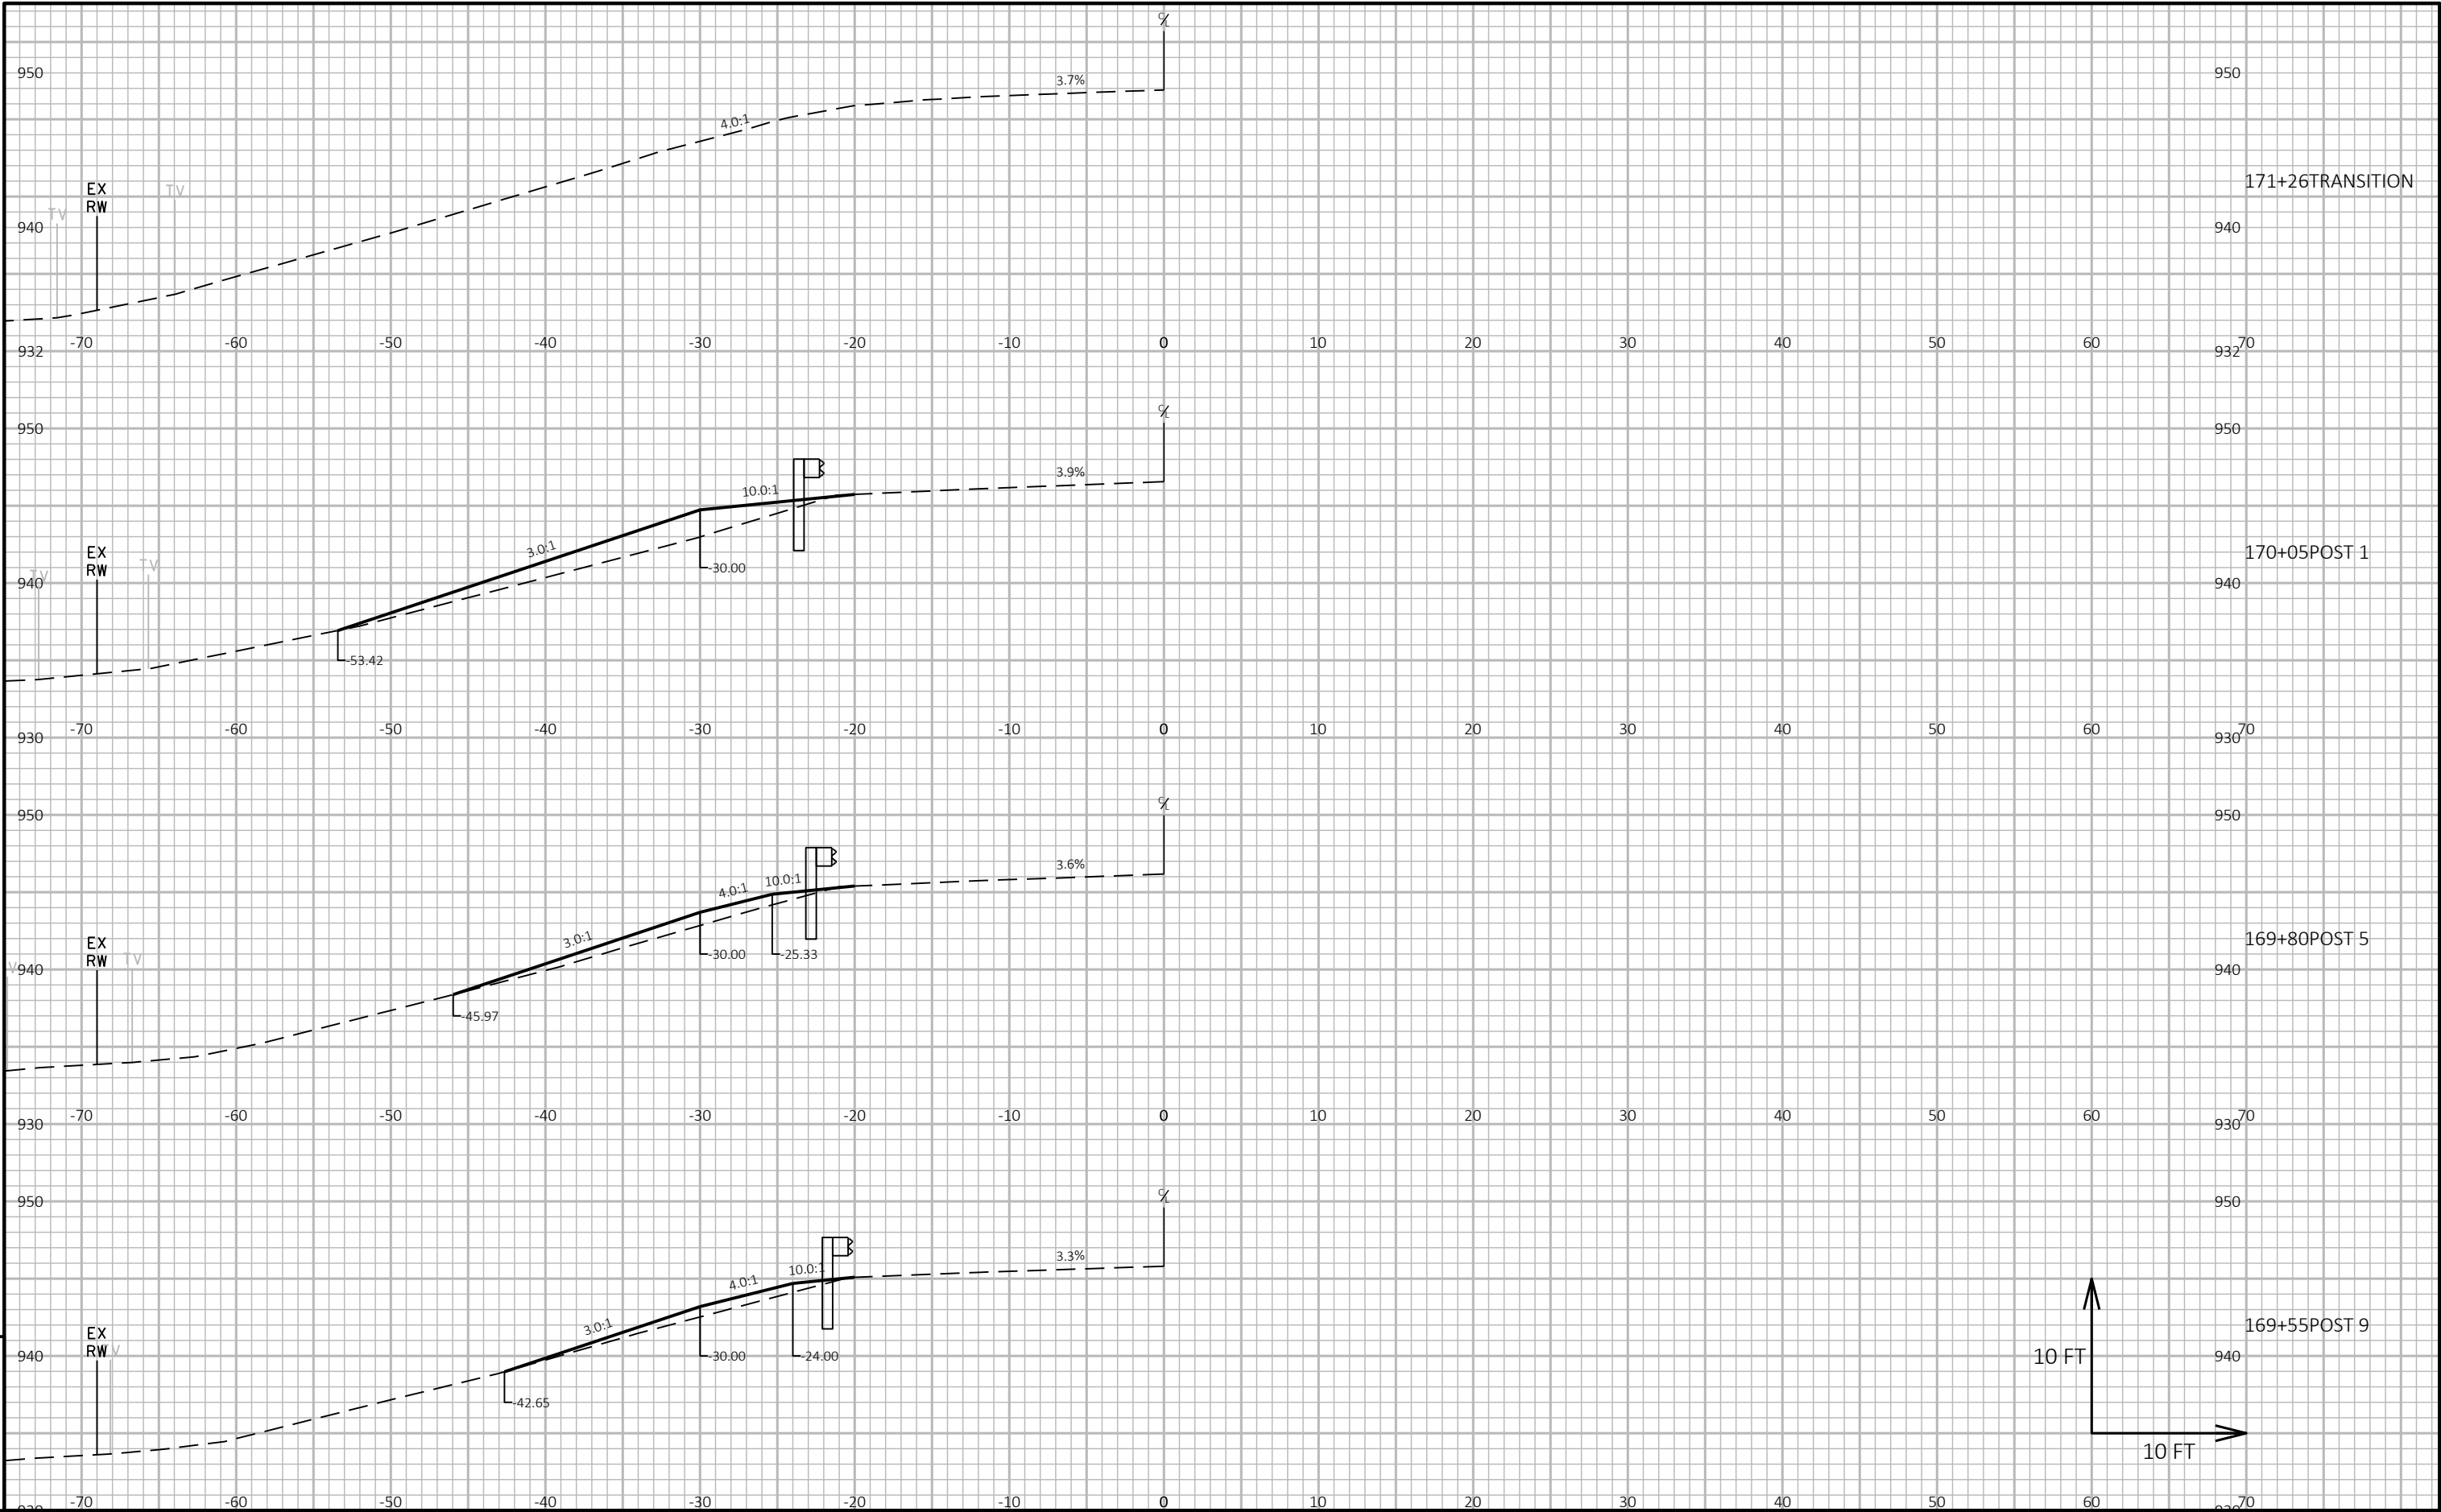 ℄
950 950
3.7%
4.0:1
171+26TRANSITION
EX
RW
TV
TV
940 940
-70 -60 -50 -40 -30 -20 -10 0 10 20 30 40 50 60 70
932 932
℄
950 950
3.9%
10.0:1
3.0:1
170+05POST 1
EX
RW
TV
TV
-30.00
940 940
-53.42
-70 -60 -50 -40 -30 -20 -10 0 10 20 30 40 50 60 70
930 930
℄
950 950
3.6%
10.0:1
4.0:1
3.0:1
169+80POST 5
EX
RW
TV
V
-30.00
-25.33
940 940
-45.97
-70 -60 -50 -40 -30 -20 -10 0 10 20 30 40 50 60 70
930 930
℄
950 950
3.3%
10.0:1
4.0:1
3.0:1
169+55POST 9
EX
RW
V
-30.00
-24.00
940 940
10 FT
-42.65
10 FT
-70 -60 -50 -40 -30 -20 -10 0 10 20 30 40 50 60 70